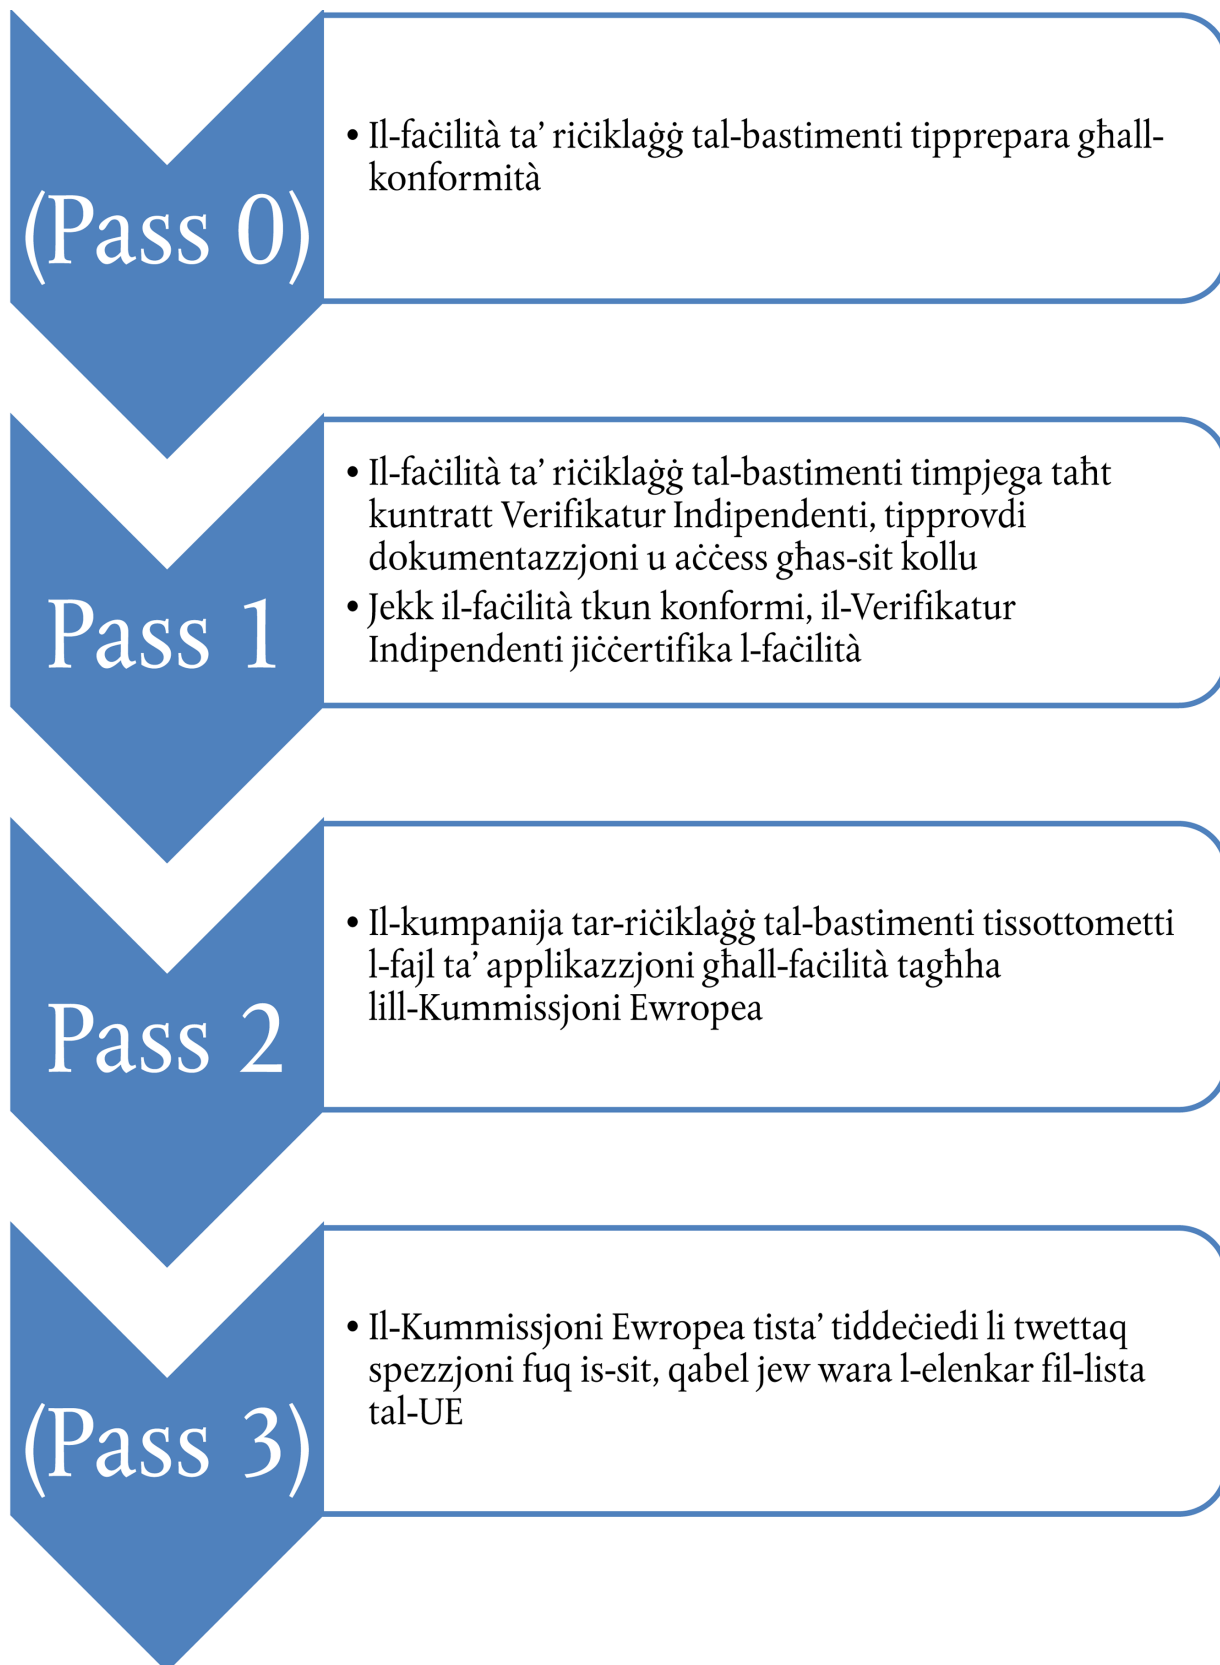 (Pass 0)
• Il-faċilità ta’ riċiklaġġ tal-bastimenti tipprepara għall-
konformità
Pass 1
• Il-faċilità ta’ riċiklaġġ tal-bastimenti timpjega taħt
kuntratt Verifikatur Indipendenti, tipprovdi
dokumentazzjoni u aċċess għas-sit kollu
• Jekk il-faċilità tkun konformi, il-Verifikatur
Indipendenti jiċċertifika l-faċilità
Pass 2
• Il-kumpanija tar-riċiklaġġ tal-bastimenti tissottometti
l-fajl ta’ applikazzjoni għall-faċilità tagħha
lill-Kummissjoni Ewropea
(Pass 3)
• Il-Kummissjoni Ewropea tista’ tiddeċiedi li twettaq
spezzjoni fuq is-sit, qabel jew wara l-elenkar fil-lista
tal-UE